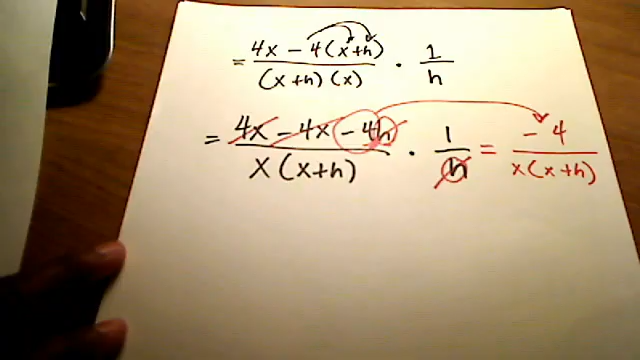 = 4x - 4(x+h) / (x+h)(x) · 1/h
= 4x - 4x - 4h / x(x+h) · 1/h = -4 / x(x+h)